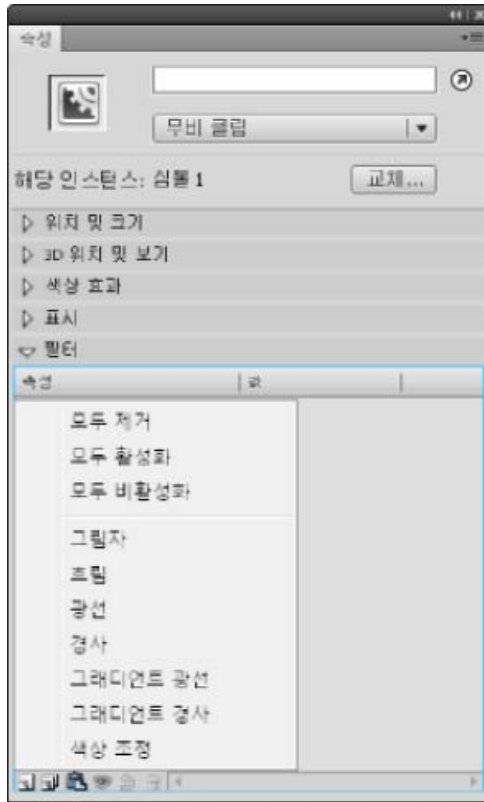 속성
무비 클립
해당 인스턴스: 심볼 1
교체...
위치 및 크기
3D 위치 및 보기
색상 효과
표시
필터
속성 값
모두 제거
모두 활성화
모두 비활성화
그림자
흐림
광선
경사
그래디언트 광선
그래디언트 경사
색상 조정